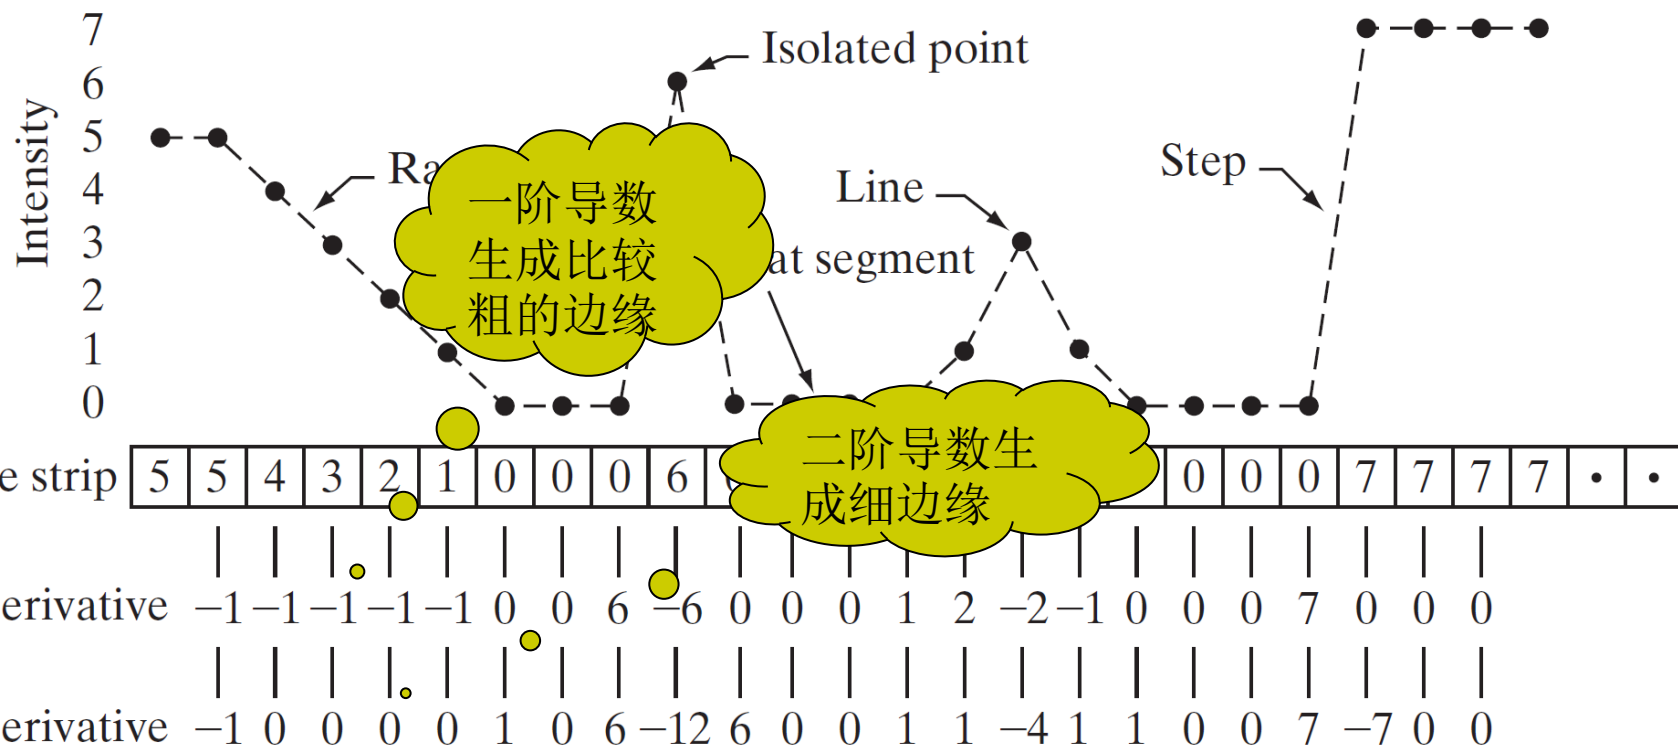 7
Isolated point
6
Intensity
5
Step
Line
4
一阶导数
生成比较
粗的边缘
3
at segment
2
1
0
二阶导数生
成细边缘
e strip 5 5 4 3 2 1 0 0 0 6 0 0 0 7 7 7 7 · ·
erivative −1 −1 −1 −1 −1 0 0 6 −6 0 0 0 1 2 −2 −1 0 0 0 7 0 0 0
erivative −1 0 0 0 0 1 0 6 −12 6 0 0 1 1 −4 1 1 0 0 7 −7 0 0